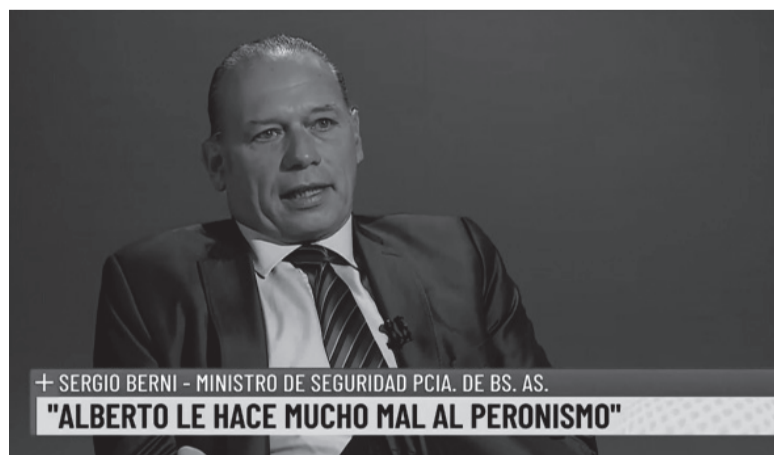 + SERGIO BERNI - MINISTRO DE SEGURIDAD PCIA. DE BS. AS.
"ALBERTO LE HACE MUCHO MAL AL PERONISMO"